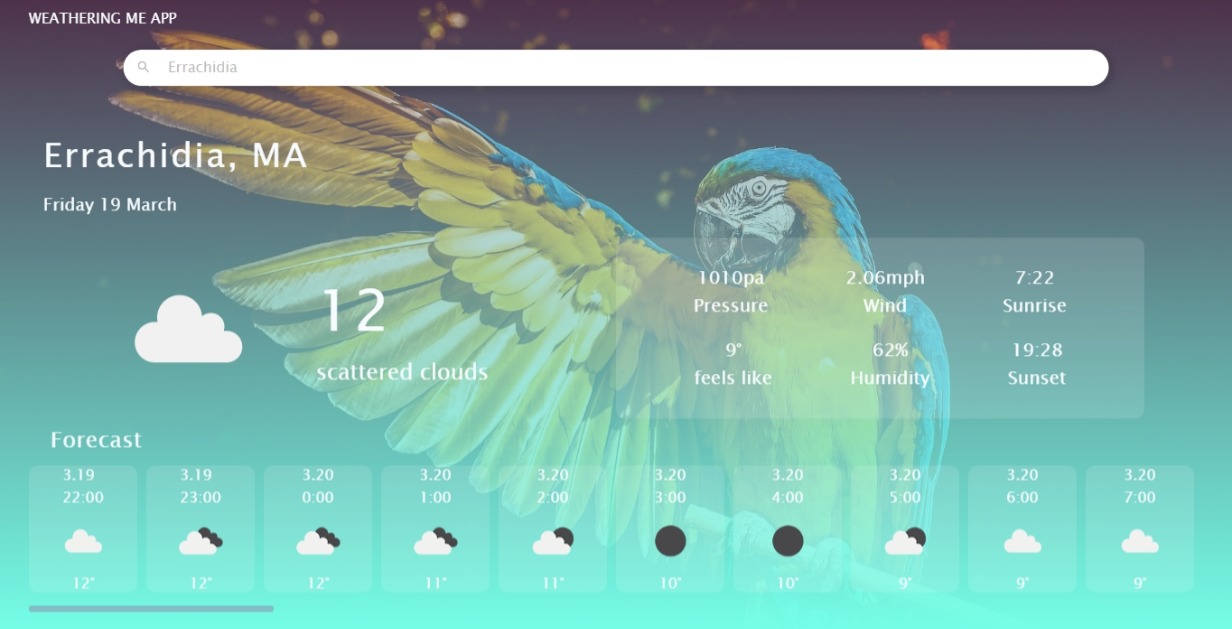 WEATHERING ME APP
Errachidia
Errachidia, MA
Friday 19 March
12
scattered clouds
1010pa 2.06mph 7:22
Pressure Wind Sunrise
9° 62% 19:28
feels like Humidity Sunset
Forecast
3.19 3.19 3.20 3.20 3.20 3.20 3.20 3.20 3.20 3.20
22:00 23:00 0:00 1:00 2:00 3:00 4:00 5:00 6:00 7:00
12° 12° 12° 11° 11° 10° 10° 9° 9° 9°